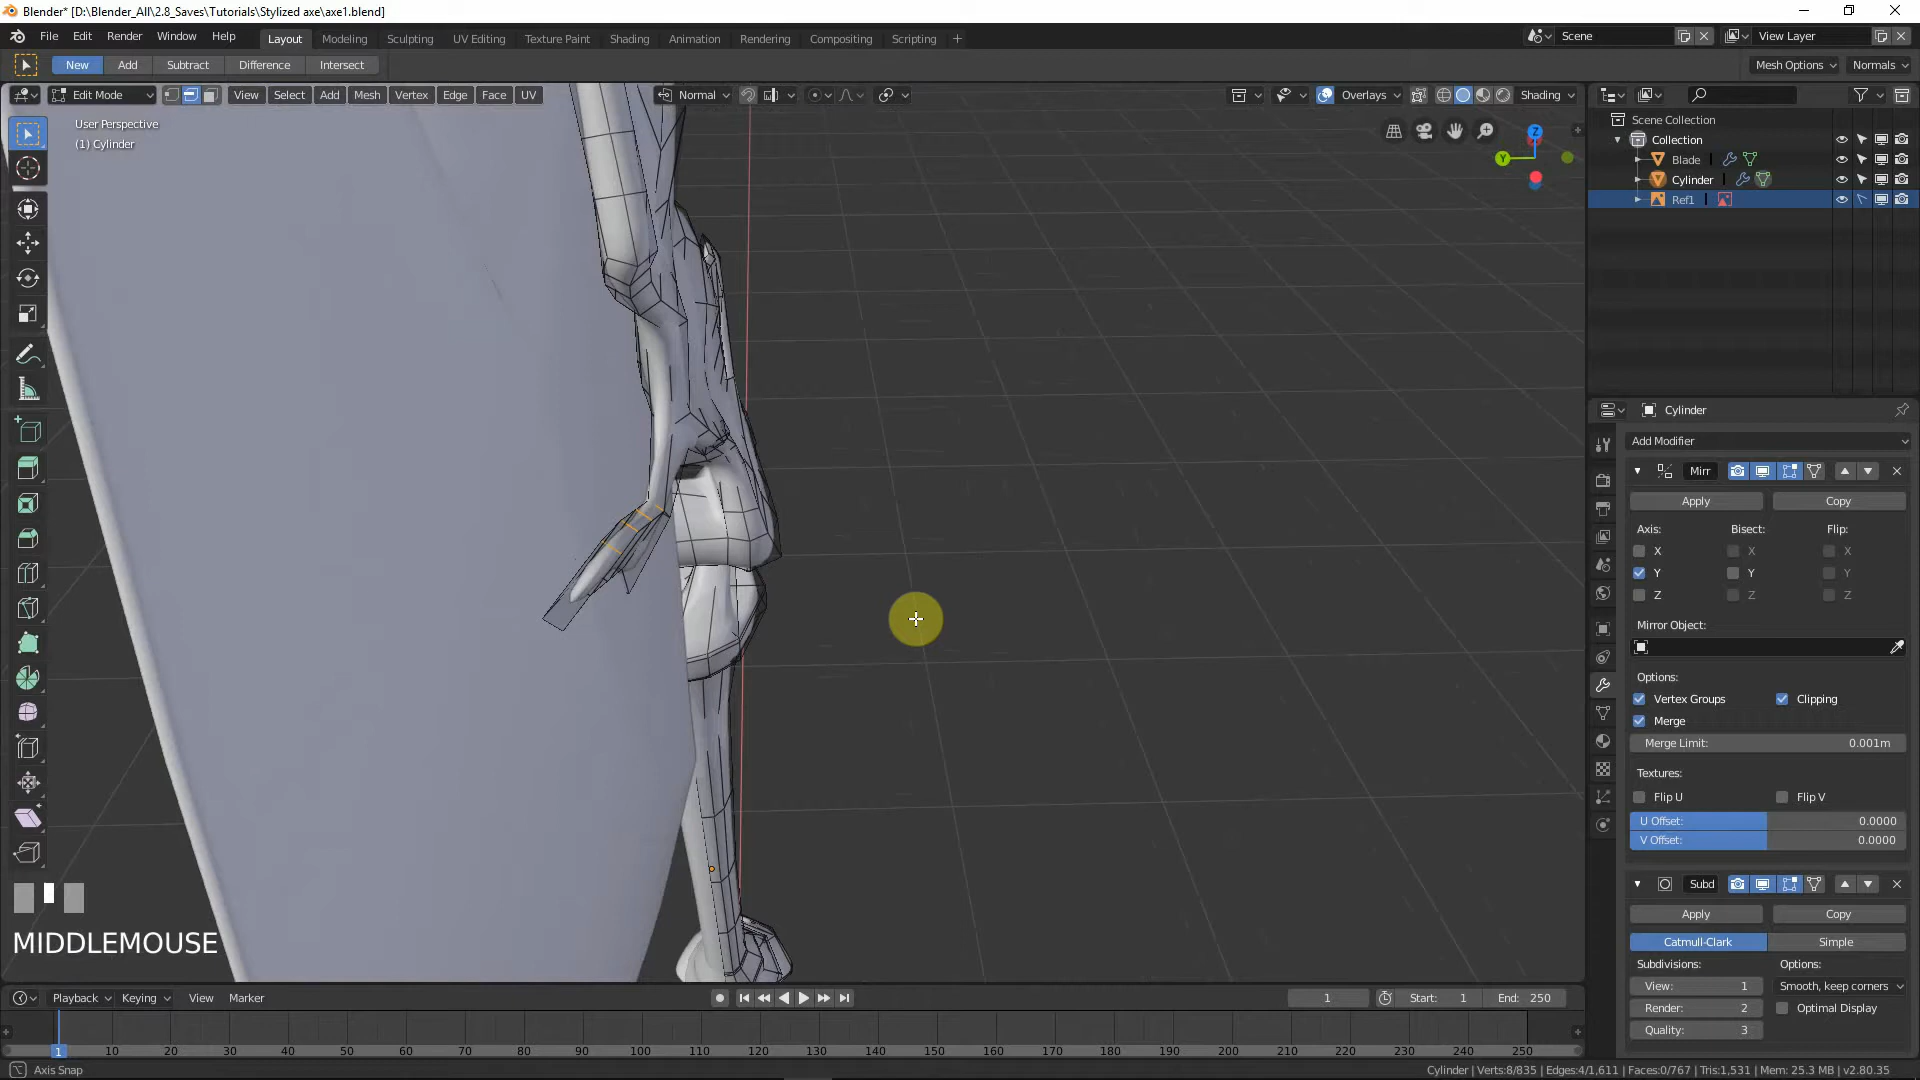 Blender* [D:\Blender_All\2.8_Saves\Tutorials\Stylized axe\axe1.blend]
File Edit Render Window Help Layout Modeling Sculpting UV Editing Texture Paint Shading Animation Rendering Compositing Scripting + Scene View Layer
New Add Subtract Difference Intersect Mesh Options Normals
Edit Mode View Select Add Mesh Vertex Edge Face UV Normal Overlays Shading
User Perspective
(1) Cylinder
Z
Y
Scene Collection
Collection
Blade
Cylinder
Ref1
Cylinder
Add Modifier
Mirr
Apply Copy
Axis: Bisect: Flip:
X X X
Y Y Y
Z Z Z
Mirror Object:
Options:
Vertex Groups Clipping
Merge
Merge Limit: 0.001m
Textures:
Flip U Flip V
U Offset: 0.0000
V Offset: 0.0000
Subd
Apply Copy
Catmull-Clark Simple
Subdivisions: Options:
View: 1 Smooth, keep corners
Render: 2 Optimal Display
Quality: 3
MIDDLEMOUSE
Playback Keying View Marker 1 Start: 1 End: 250
1 10 20 30 40 50 60 70 80 90 100 110 120 130 140 150 160 170 180 190 200 210 220 230 240 250
Axis Snap Cylinder | Verts:8/835 | Edges:4/1,611 | Faces:0/767 | Tris:1,531 | Mem: 25.3 MB | v2.80.35